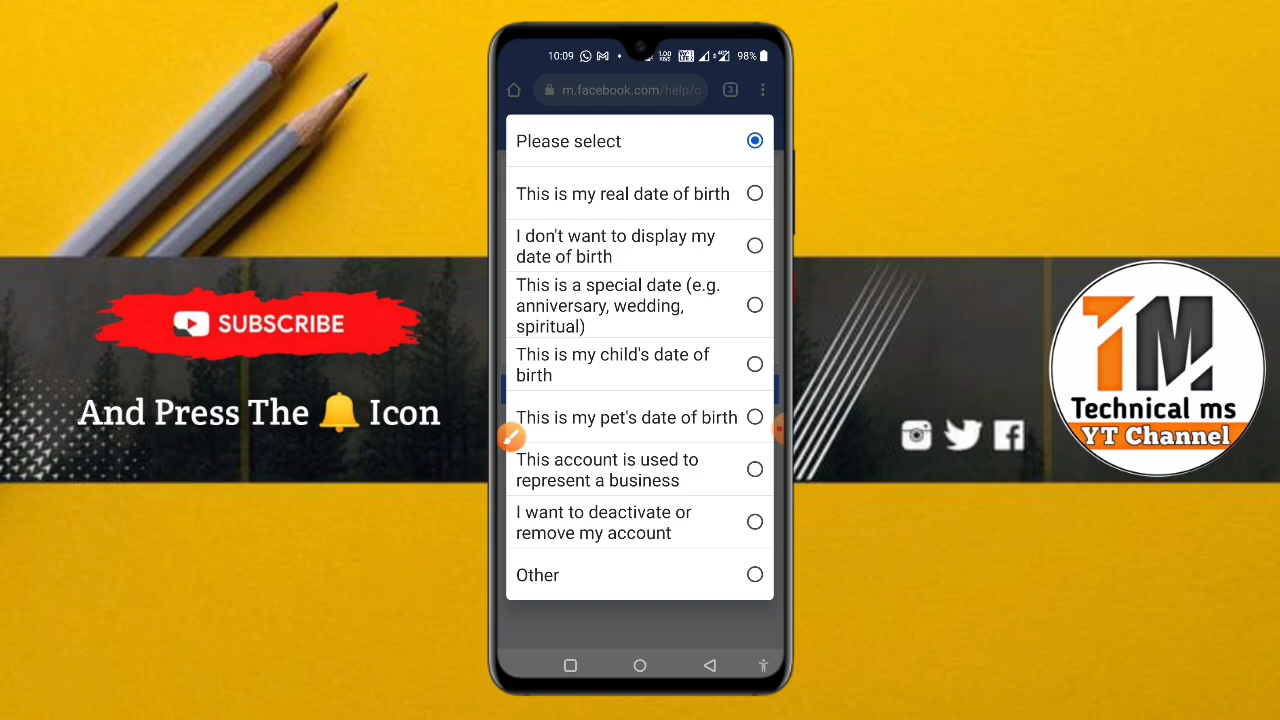 10:09
98%
m.facebook.com/help/c
3
Please select
This is my real date of birth
I don't want to display my
date of birth
This is a special date (e.g.
anniversary, wedding,
spiritual)
This is my child's date of
birth
This is my pet's date of birth
This account is used to
represent a business
I want to deactivate or
remove my account
Other
SUBSCRIBE
And Press The 🔔 Icon
TM
Technical ms
YT Channel